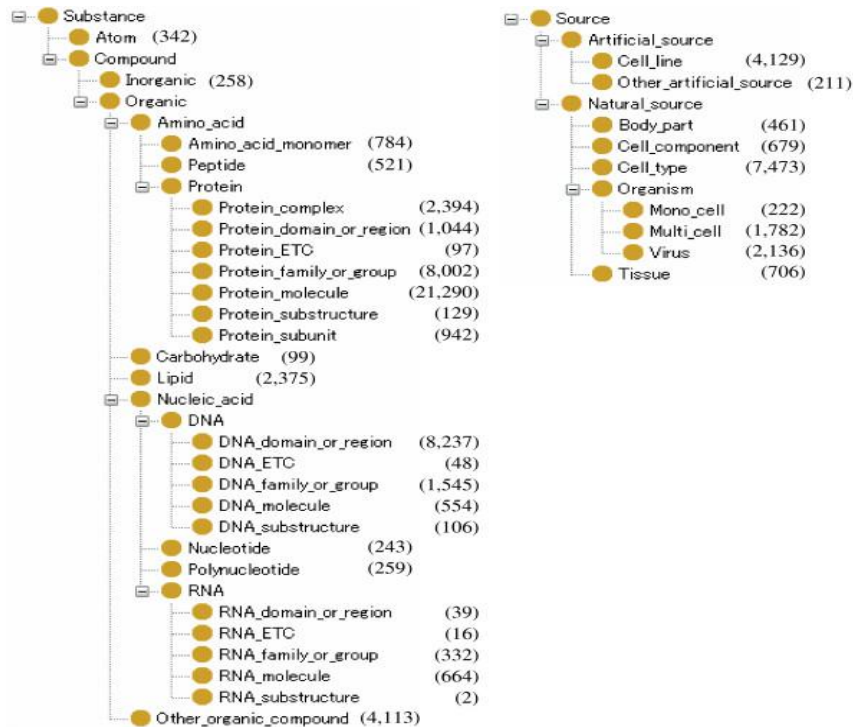 Substance
Atom (342)
Compound
Inorganic (258)
Organic
Amino_acid
Amino_acid_monomer (784)
Peptide (521)
Protein
Protein_complex (2,394)
Protein_domain_or_region (1,044)
Protein_ETC (97)
Protein_family_or_group (8,002)
Protein_molecule (21,290)
Protein_substructure (129)
Protein_subunit (942)
Carbohydrate (99)
Lipid (2,375)
Nucleic_acid
DNA
DNA_domain_or_region (8,237)
DNA_ETC (48)
DNA_family_or_group (1,545)
DNA_molecule (554)
DNA_substructure (106)
Nucleotide (243)
Polynucleotide (259)
RNA
RNA_domain_or_region (39)
RNA_ETC (16)
RNA_family_or_group (332)
RNA_molecule (664)
RNA_substructure (2)
Other_organic_compound (4,113)
Source
Artificial_source
Cell_line (4,129)
Other_artificial_source (211)
Natural_source
Body_part (461)
Cell_component (679)
Cell_type (7,473)
Organism
Mono_cell (222)
Multi_cell (1,782)
Virus (2,136)
Tissue (706)